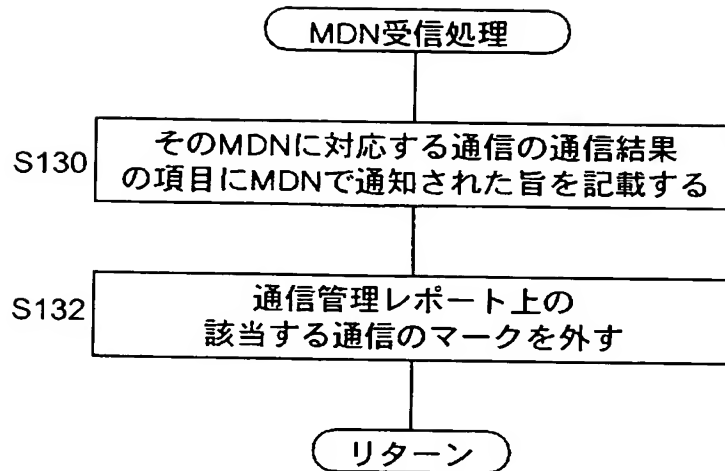 MDN受信処理
S130
そのMDNに対応する通信の通信結果
の項目にMDNで通知された旨を記載する
S132
通信管理レポート上の
該当する通信のマークを外す
リターン